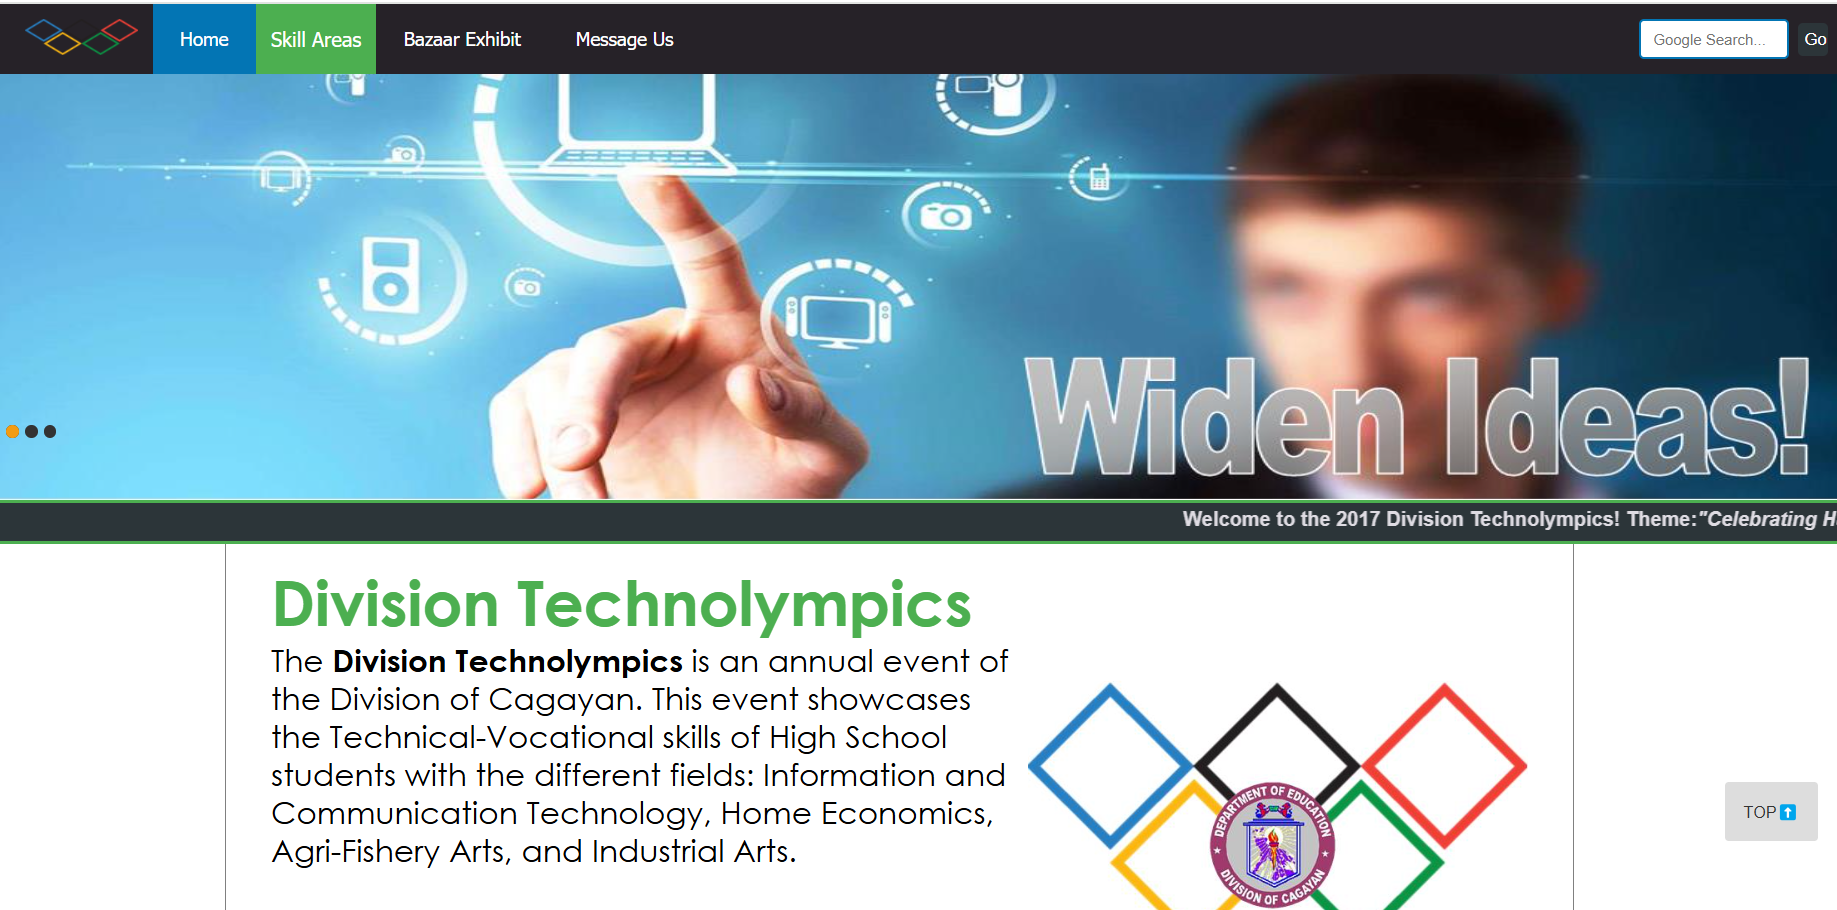 Home
Skill Areas
Bazaar Exhibit
Message Us
Google Search...
Go
Widen Ideas!
Welcome to the 2017 Division Technolympics! Theme:"Celebrating
Division Technolympics
The Division Technolympics is an annual event of
the Division of Cagayan. This event showcases
the Technical-Vocational skills of High School
students with the different fields: Information and
Communication Technology, Home Economics,
Agri-Fishery Arts, and Industrial Arts.
DEPARTMENT OF EDUCATION
DIVISION OF CAGAYAN
TOP